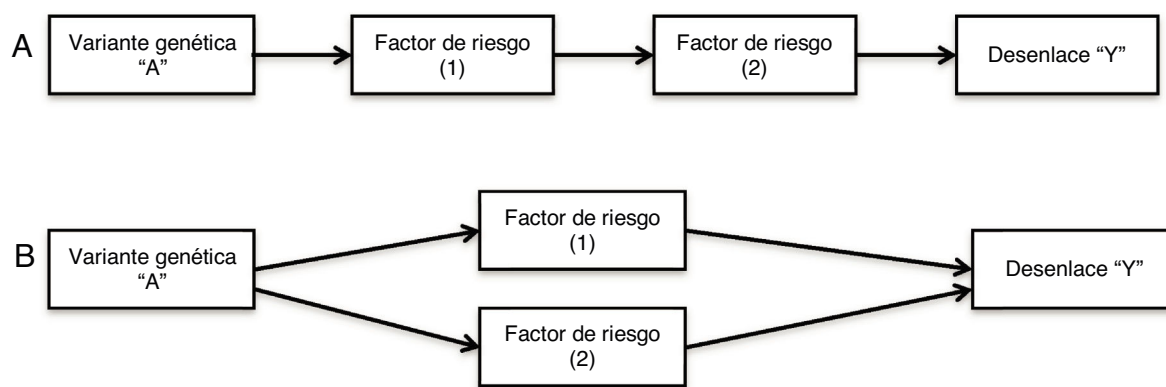 A
Variante genética
“A”
Factor de riesgo
(1)
Factor de riesgo
(2)
Desenlace “Y”
B
Variante genética
“A”
Factor de riesgo
(1)
Factor de riesgo
(2)
Desenlace “Y”